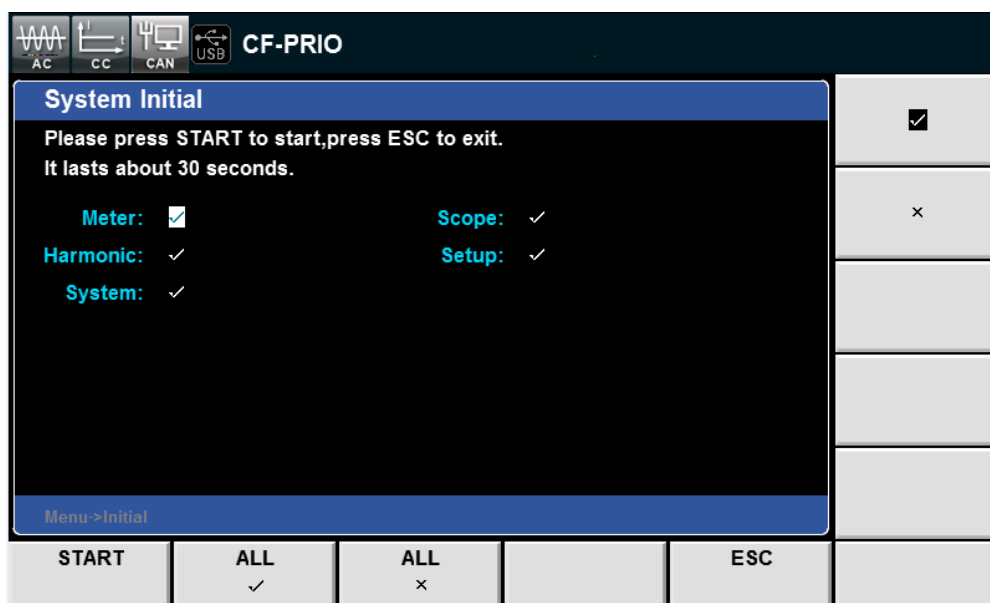 AC CC t CAN USB CF-PRIO
System Initial
Please press START to start,press ESC to exit.
It lasts about 30 seconds.
Meter: ✓ Scope: ✓
Harmonic: ✓ Setup: ✓
System: ✓
Menu->Initial
✓
×
START ALL ✓ ALL × ESC